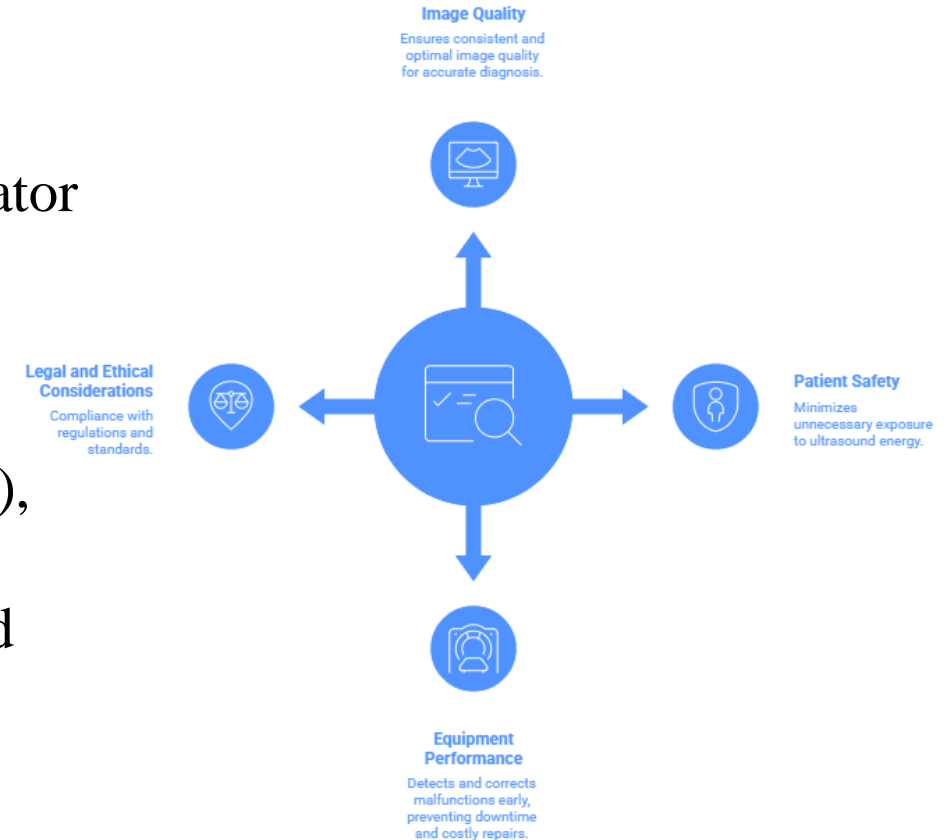 Image Quality
Ensures consistent and
optimal image quality
for accurate diagnosis.
ator
Legal and Ethical
Considerations
Compliance with
regulations and
standards.
Patient Safety
Minimizes
unnecessary exposure
to ultrasound energy.
),
d
Equipment
Performance
Detects and corrects
malfunctions early,
preventing downtime
and costly repairs.